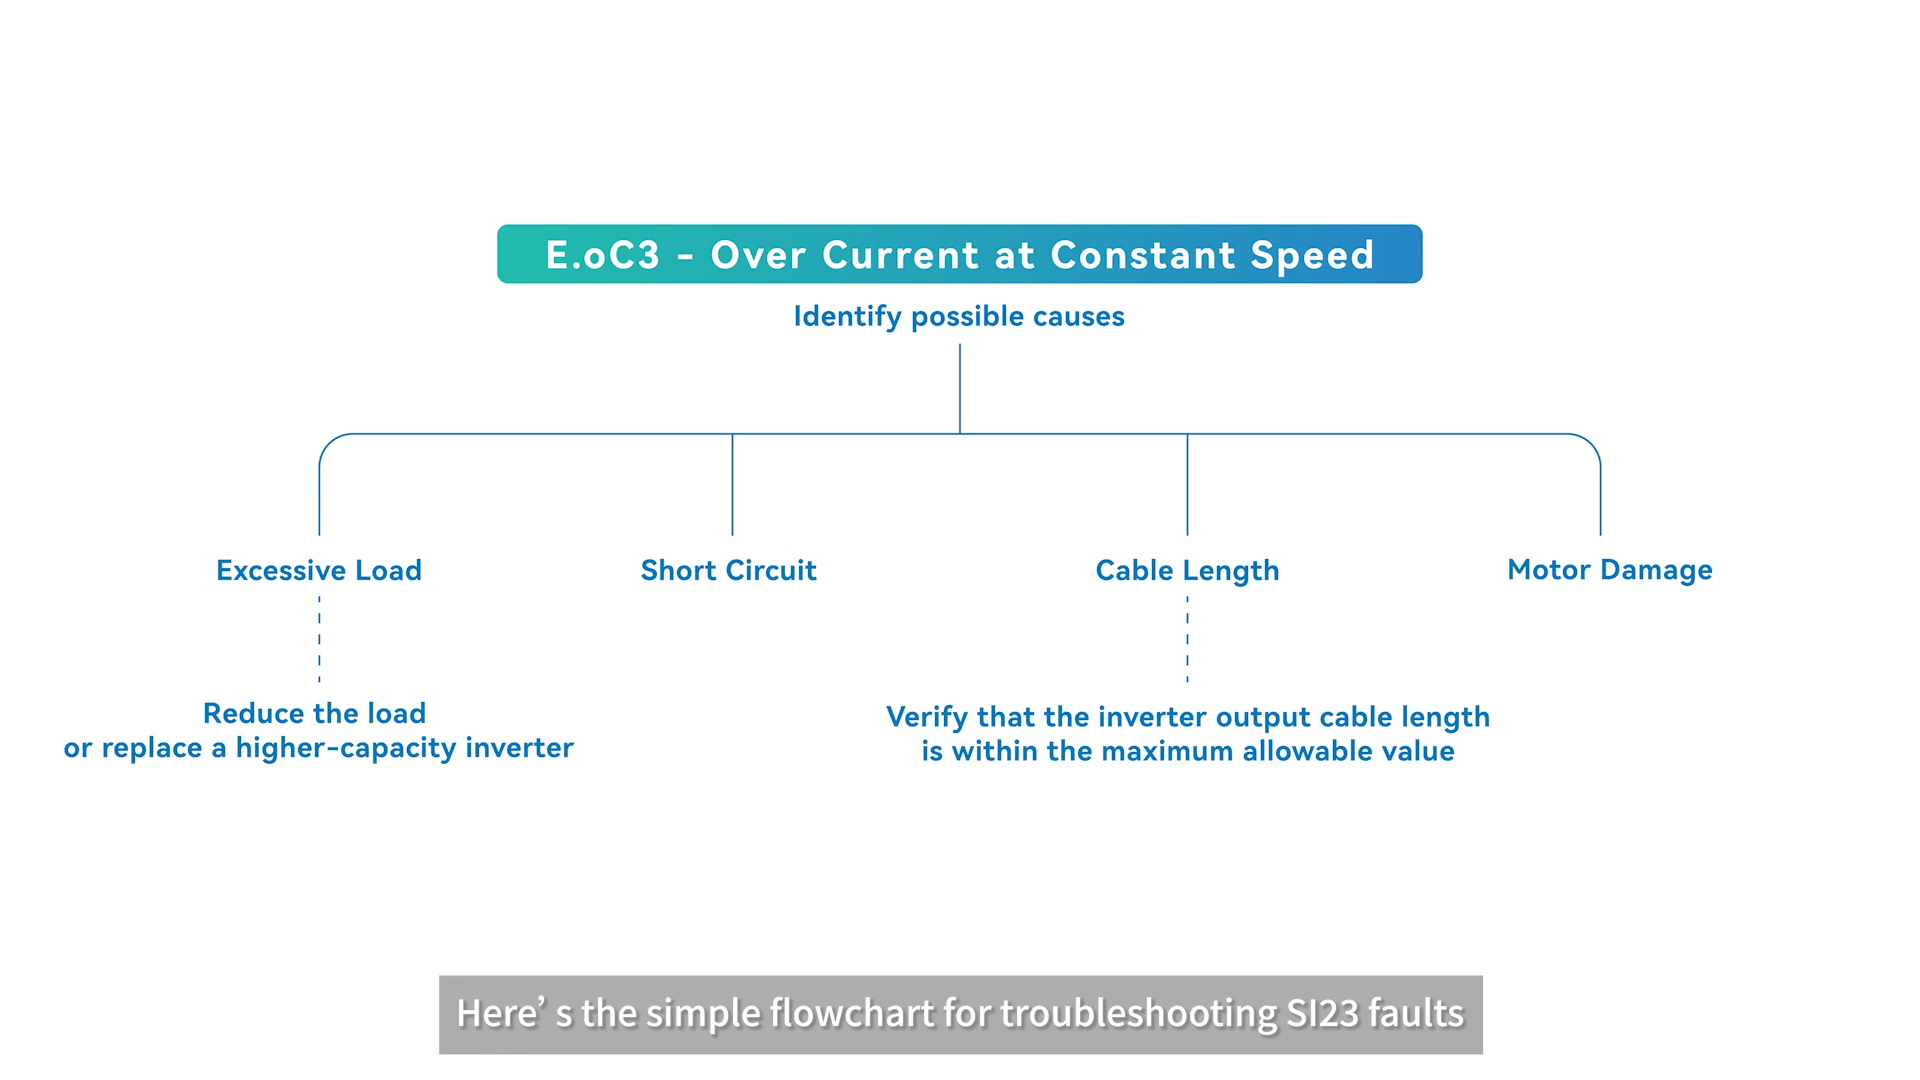 E.oC3 - Over Current at Constant Speed
Identify possible causes
Excessive Load
Short Circuit
Cable Length
Motor Damage
Reduce the load
or replace a higher-capacity inverter
Verify that the inverter output cable length
is within the maximum allowable value
Here’s the simple flowchart for troubleshooting SI23 faults